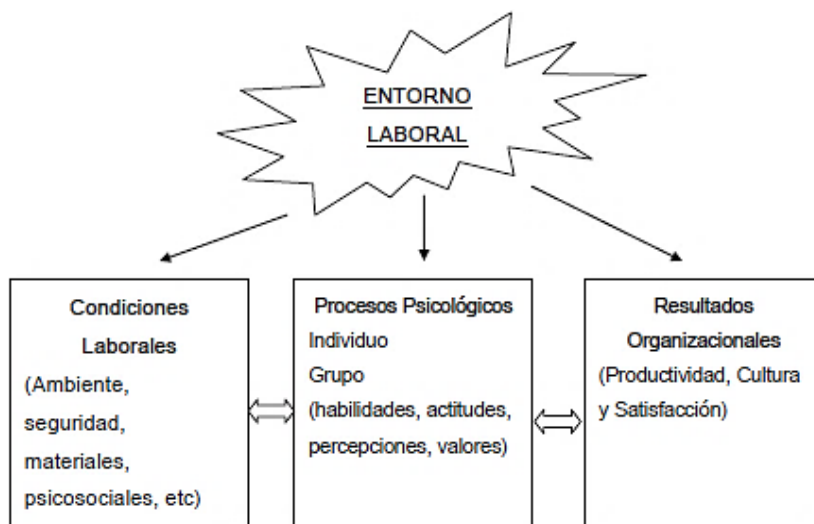 ENTORNO
LABORAL
Condiciones
Laborales
(Ambiente,
seguridad,
materiales,
psicosociales, etc)
Procesos Psicológicos
Individuo
Grupo
(habilidades, actitudes,
percepciones, valores)
Resultados
Organizacionales
(Productividad, Cultura
y Satisfacción)